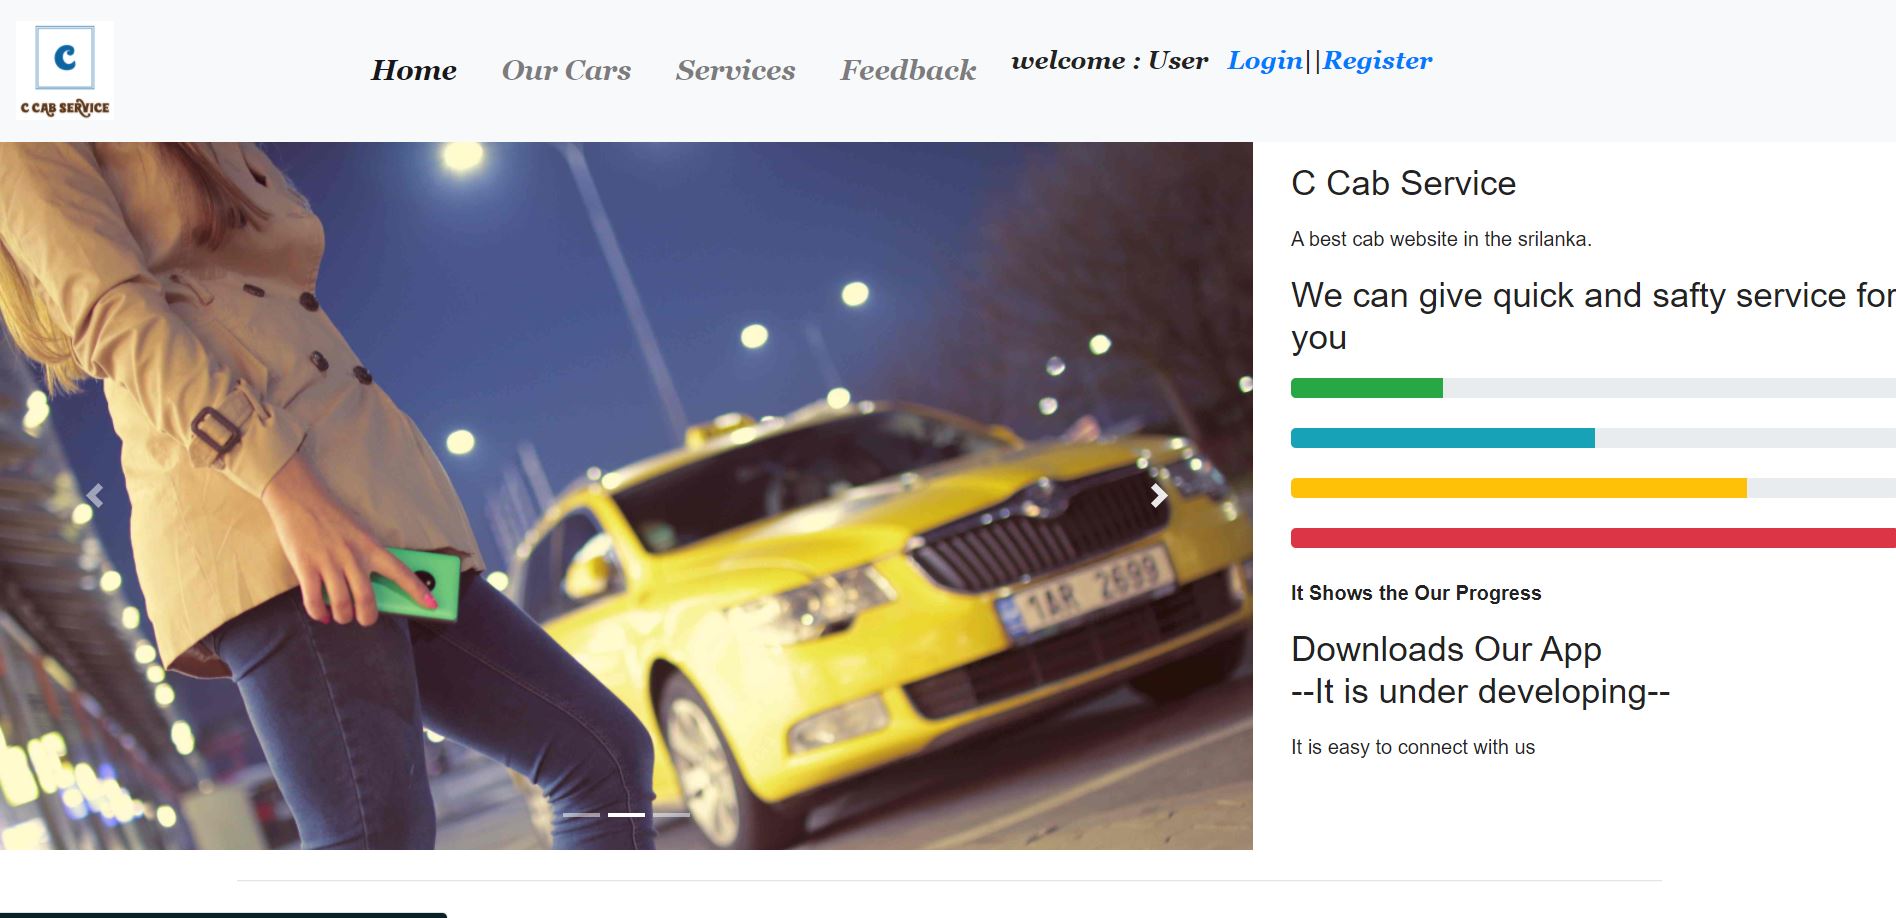 C
C CAB SERVICE
Home Our Cars Services Feedback welcome : User Login||Register
C Cab Service
A best cab website in the srilanka.
We can give quick and safty service for
you
1AR 2699
It Shows the Our Progress
Downloads Our App
--It is under developing--
It is easy to connect with us